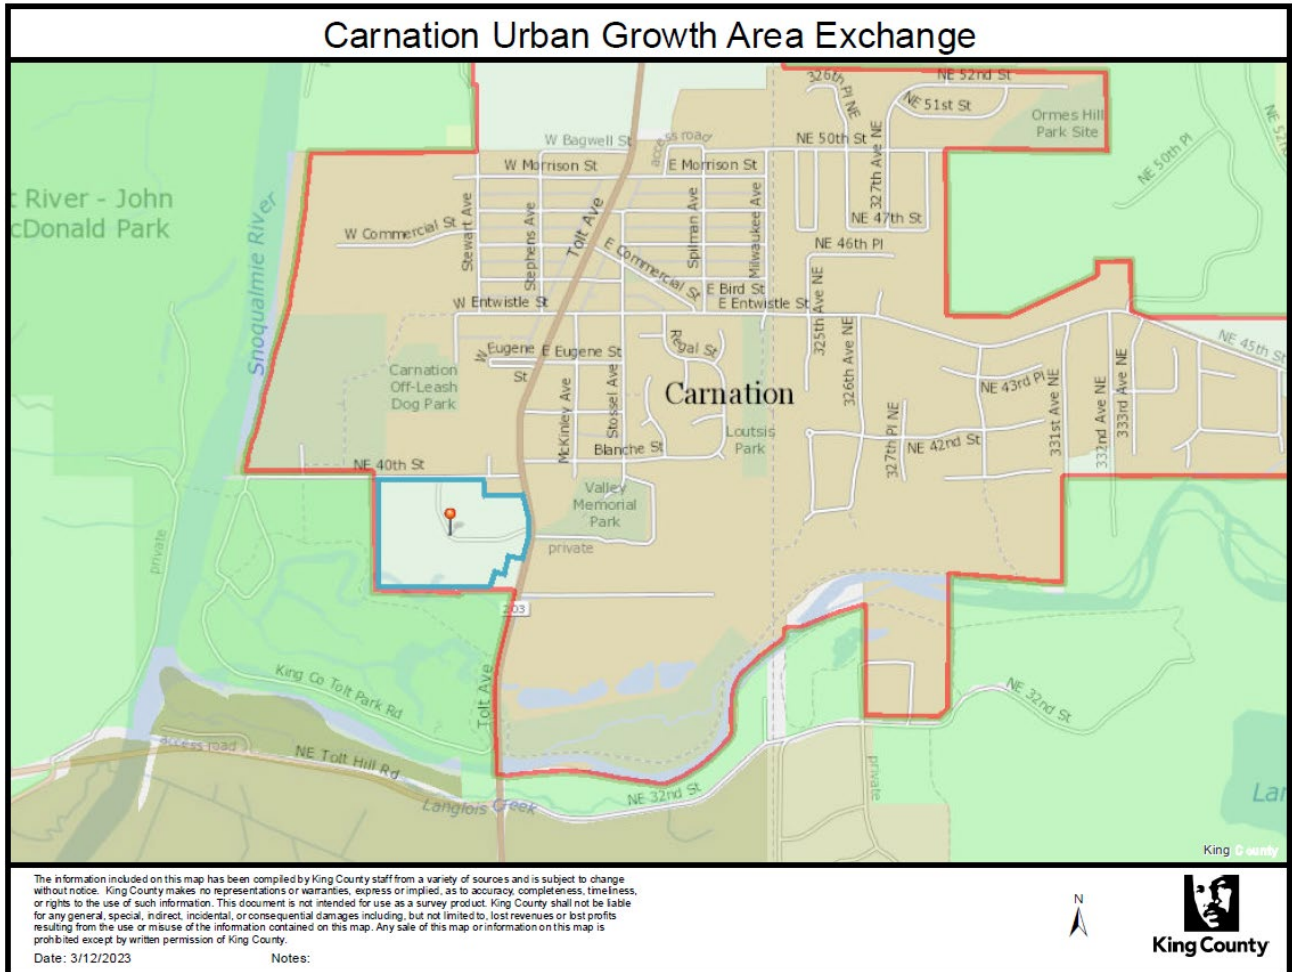 Carnation Urban Growth Area Exchange
326th Pl NE
NE 52nd St
NE 51st St
Ormes Hill
Park Site
NE 50th Pl
NE 52nd
W Bagwell St
access road
NE 50th St
327th Ave NE
W Morrison St
E Morrison St
t River - John
cDonald Park
Snoqualmie River
W Commercial St
Stewart Ave
Stephens Ave
Tolt Ave
Spilman Ave
Milwaukee Ave
NE 47th St
NE 46th Pl
E Commercial St
E Bird St
W Entwistle St
E Entwistle St
325th Ave NE
326th Ave NE
W Eugene
St
E Eugene St
Regal St
NE 45th St
Carnation
Off-Leash
Dog Park
McKinley Ave
Stossel Ave
Carnation
NE 43rd Pl
331st Ave NE
332nd Ave NE
333rd Ave NE
Loutsis
Park
327th Pl NE
NE 42nd St
Blanche St
NE 40th St
Valley
Memorial
Park
private
private
203
King Co Tolt Park Rd
Tolt Ave
NE 32nd St
access road
NE Tolt Hill Rd
Langlois Creek
NE 32nd St
private
Lan
King County
The information included on this map has been compiled by King County staff from a variety of sources and is subject to change
without notice. King County makes no representations or warranties, express or implied, as to accuracy, completeness, timeliness,
or rights to the use of such information. This document is not intended for use as a survey product. King County shall not be liable
for any general, special, indirect, incidental, or consequential damages including, but not limited to, lost revenues or lost profits
resulting from the use or misuse of the information contained on this map. Any sale of this map or information on this map is
prohibited except by written permission of King County.
Date: 3/12/2023 Notes:
N
King County